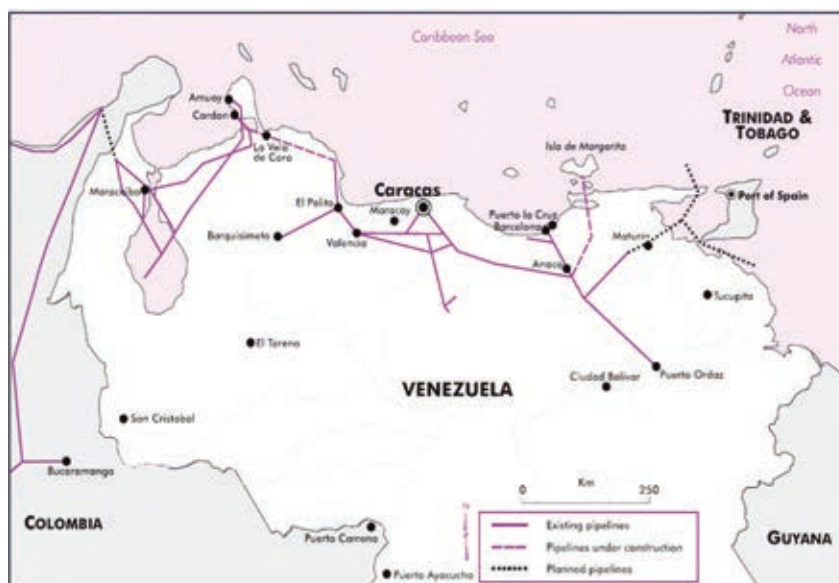 Caribbean Sea
North
Atlantic
Ocean
TRINIDAD &
TOBAGO
Amuay
Cardon
La Vela
de Coro
Isla de Margarita
Maracaibo
El Palito
Maracay
Caracas
Puerto la Cruz
Barcelona
Port of Spain
Barquisimeto
Valencia
Maturin
Anaco
Tucupita
El Toreno
VENEZUELA
Ciudad Bolivar
Puerto Ordaz
San Cristobal
Bucaramanga
Km
0
250
COLOMBIA
GUYANA
Existing pipelines
Pipelines under construction
Planned pipelines
Puerto Carreno
Puerto Ayacucho